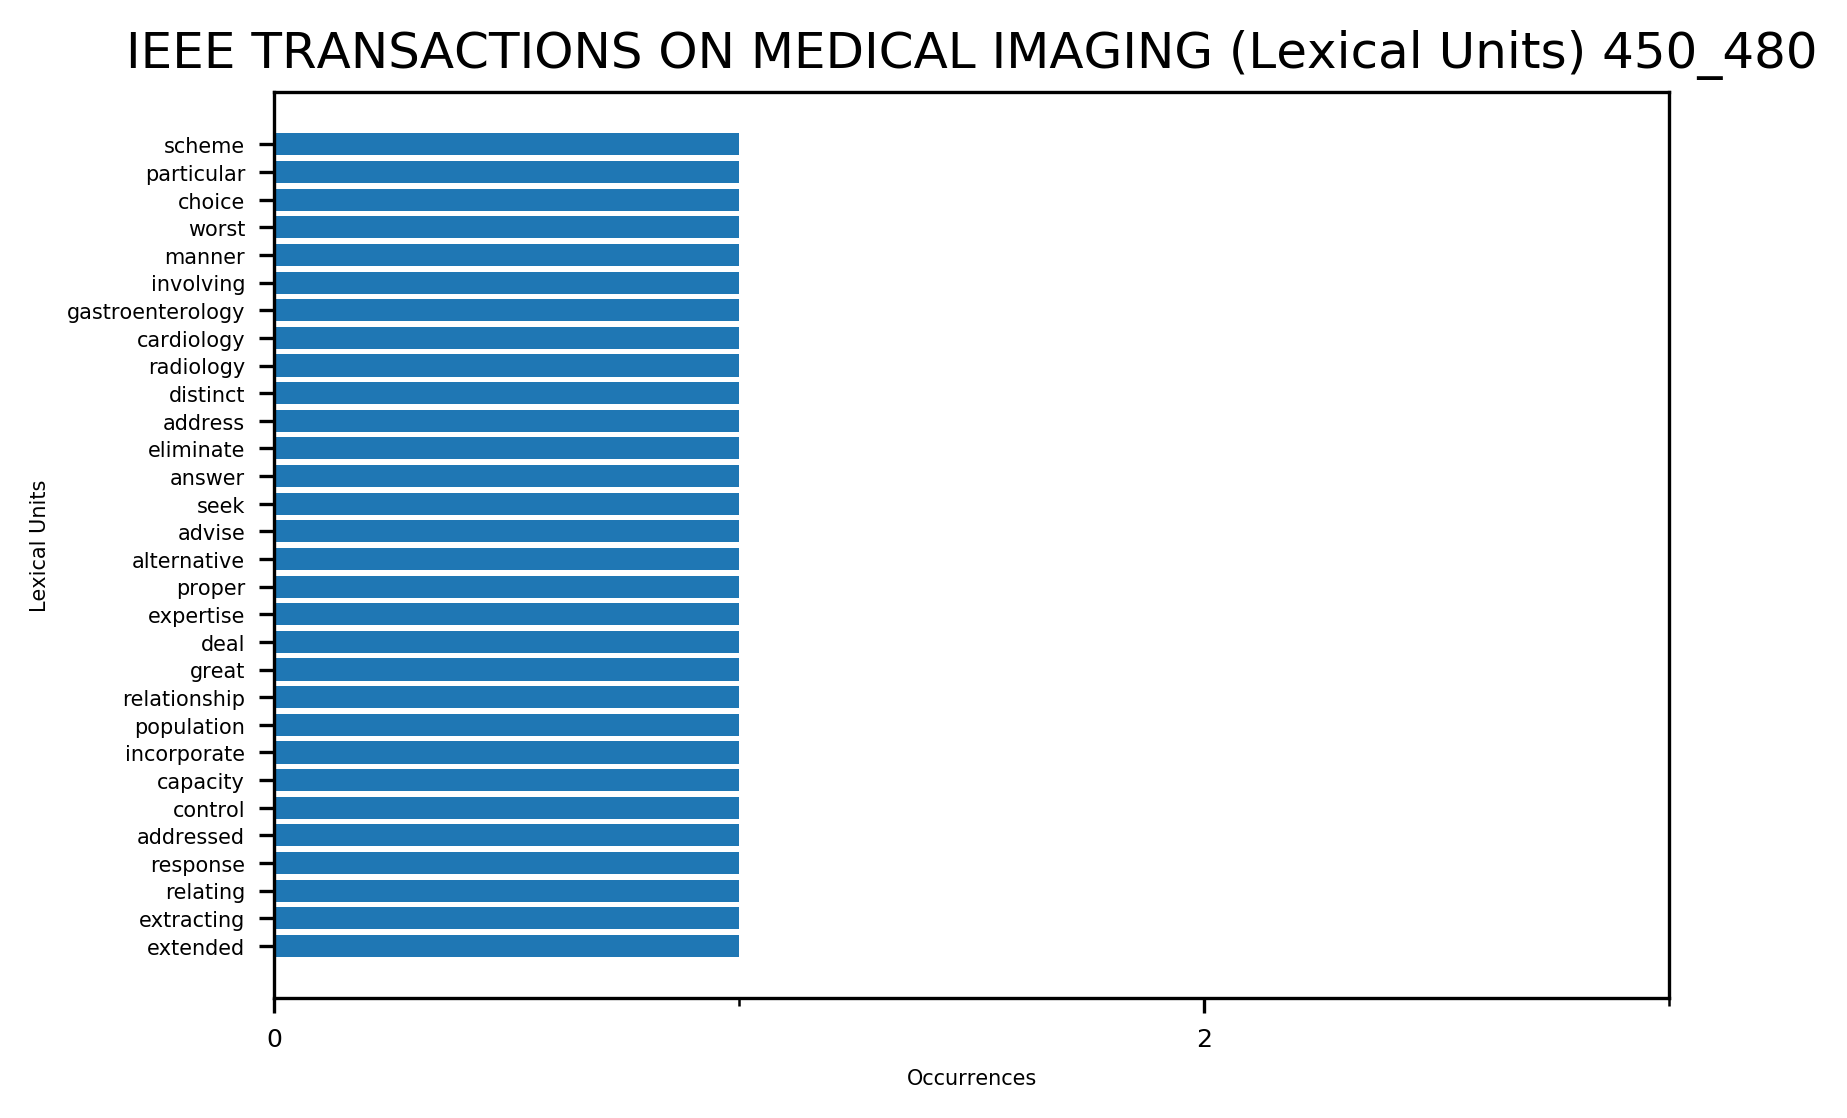 IEEE TRANSACTIONS ON MEDICAL IMAGING (Lexical Units) 450_480
scheme
particular
choice
worst
manner
involving
gastroenterology
cardiology
radiology
distinct
address
eliminate
answer
seek
advise
alternative
proper
expertise
deal
great
relationship
population
incorporate
capacity
control
addressed
response
relating
extracting
extended
Lexical Units
0 2
Occurrences